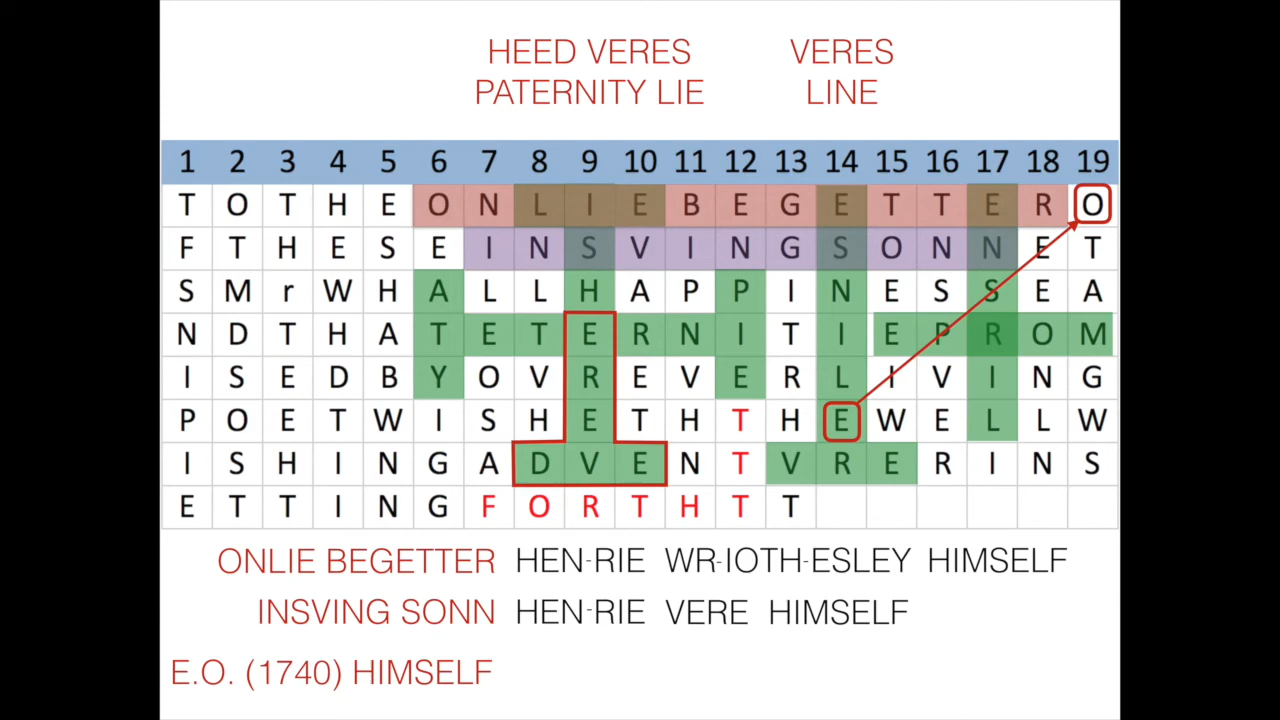 HEED VERES VERES
PATERNITY LIE LINE
1 2 3 4 5 6 7 8 9 10 11 12 13 14 15 16 17 18 19
T O T H E O N L I E B E G E T T E R O
F T H E S E I N S V I N G S O N N E T
S M r W H A L L H A P P I N E S S E A
N D T H A T E T E R N I T I E P R O M
I S E D B Y O V R E V E R L I V I N G
P O E T W I S H E T H T H E W E L L W
I S H I N G A D V E N T V R E R I N S
E T T I N G F O R T H T T
ONLIE BEGETTER HEN-RIE WR-IOTH-ESLEY HIMSELF
INSVING SONN HEN-RIE VERE HIMSELF
E.O. (1740) HIMSELF